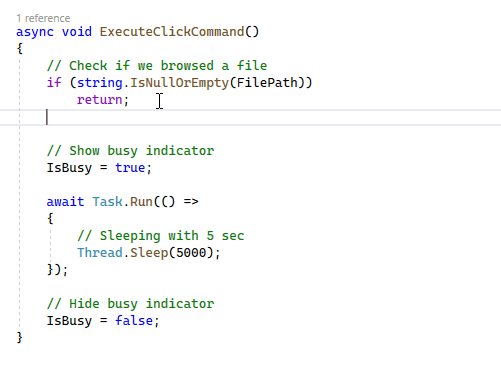 1 reference
async void ExecuteClickCommand()
{
// Check if we browsed a file
if (string.IsNullOrEmpty(FilePath))
return;
// Show busy indicator
IsBusy = true;
await Task.Run(() =>
{
// Sleeping with 5 sec
Thread.Sleep(5000);
});
// Hide busy indicator
IsBusy = false;
}